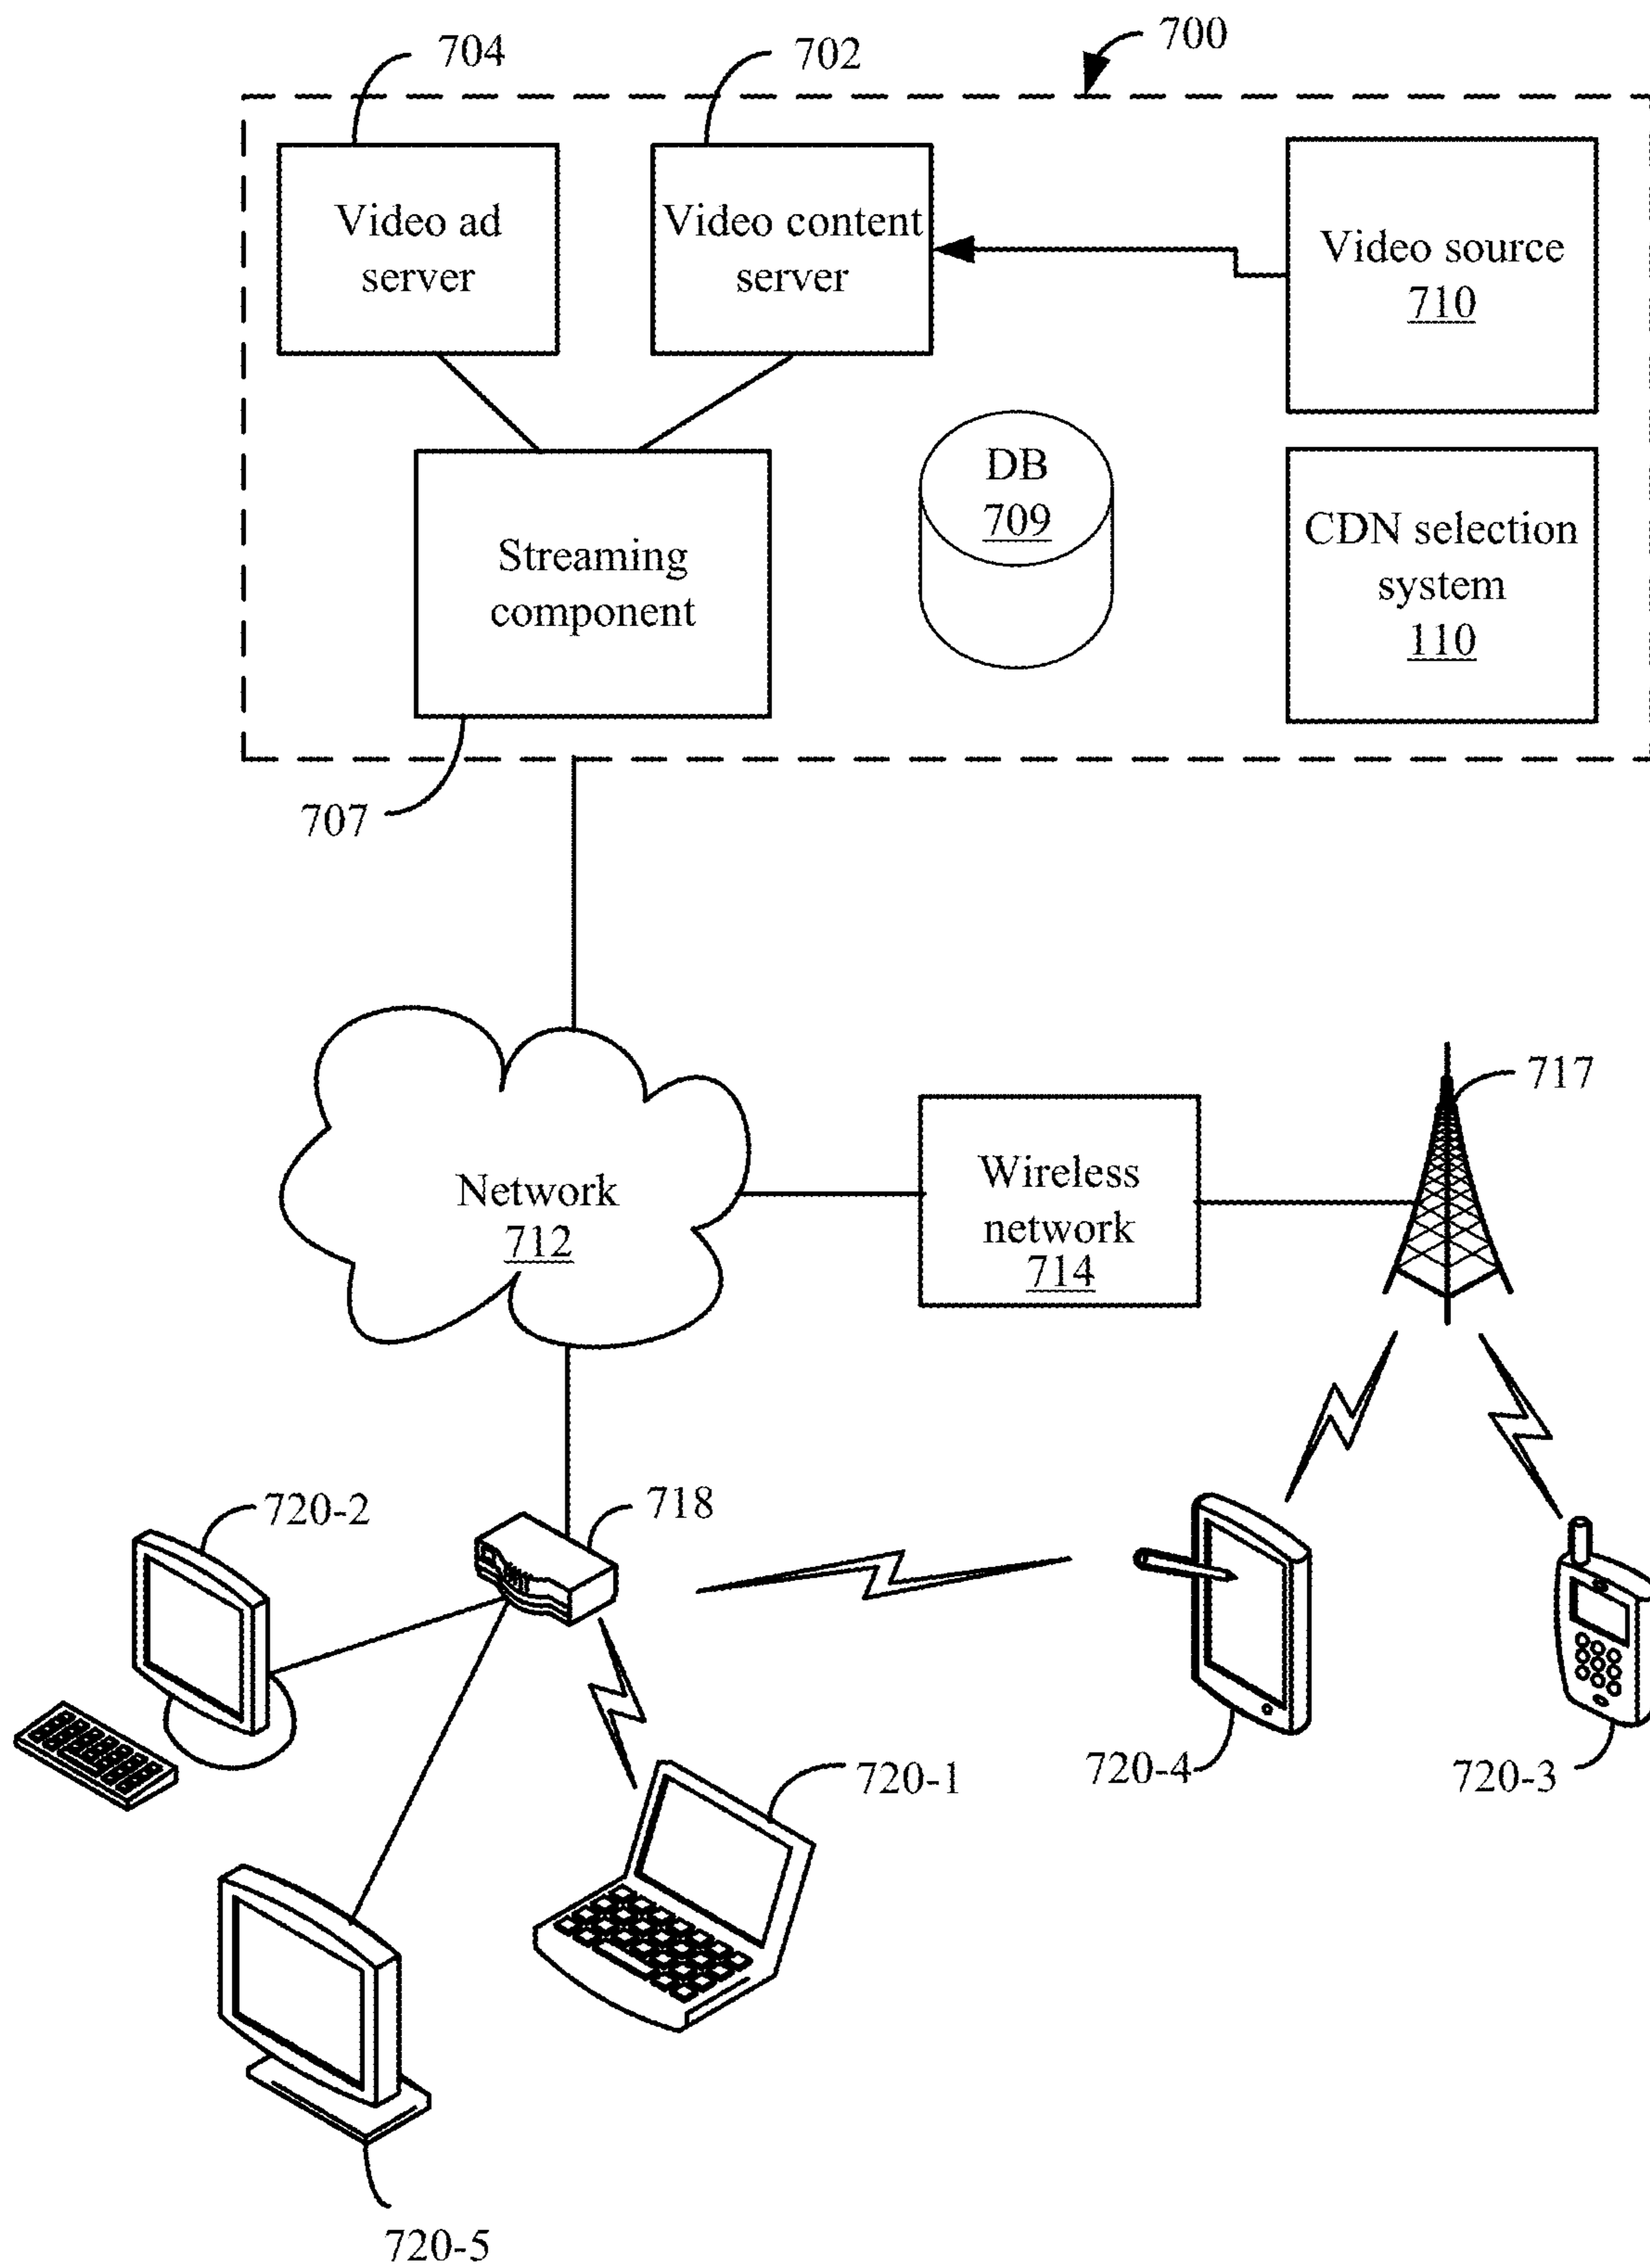 704
702
700
Video ad
server
Video content
server
Video source
710
DB
709
CDN selection
system
110
Streaming
component
707
717
Network
712
Wireless
network
714
720-2
718
720-1
720-4
720-3
720-5